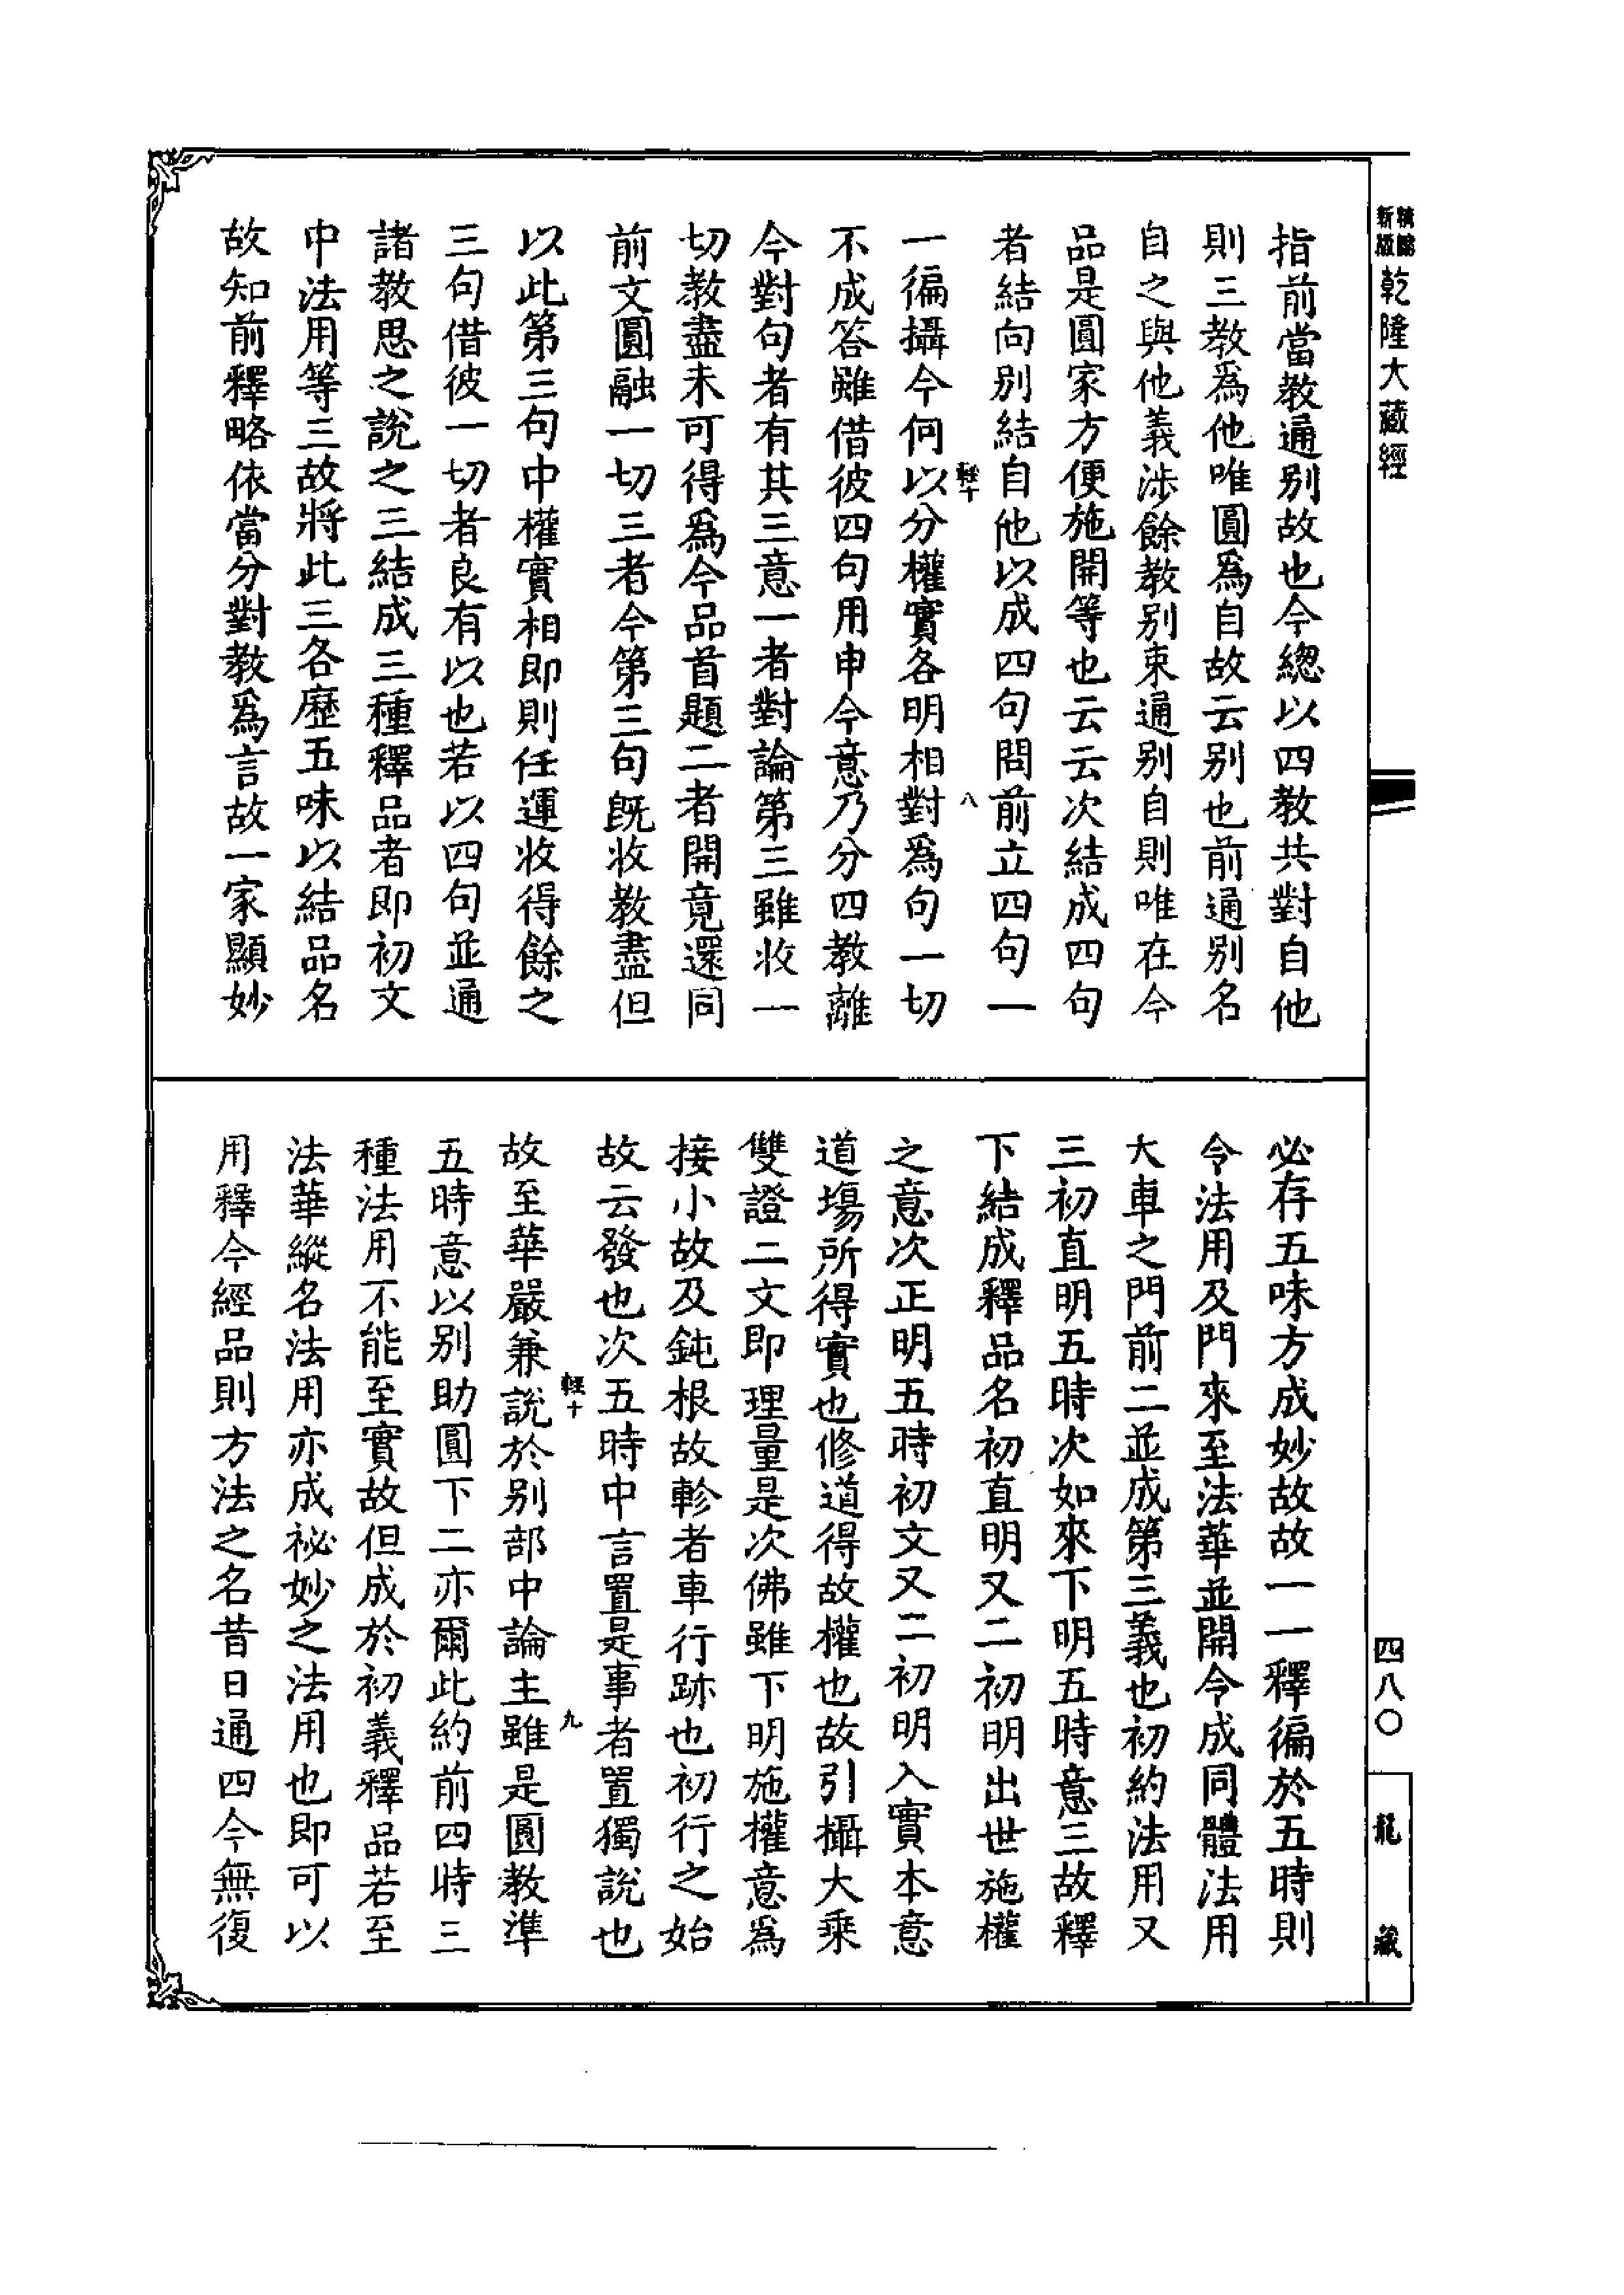 乾隆大藏經
指前當教通別故也今總以四教共對自他
則三教爲他唯圓爲自故云別也前通別名
自之與他義涉餘教別束通別自則唯在今
品是圓家方便施開等也云云次結成四句
者結向別結自他以成四句問前立四句一
輕十
八
一徧攝今何以分權實各明相對爲句一切
不成答雖借彼四句用申今意乃分四教離
今對句者有其三意一者對論第三雖收一
切教盡未可得爲今品首題二者開竟還同
前文圓融一切三者今第三句旣收教盡但
以此第三句中權實相即則任運收得餘之
三句借彼一切者良有以也若以四句並通
諸教思之說之三結成三種釋品者即初文
中法用等三故將此三各歷五味以結品名
故知前釋略依當分對教爲言故一家顯妙
必存五味方成妙故故一一釋徧於五時則
令法用及門來至法華並開令成同體法用
大車之門前二並成第三義也初約法用又
三初直明五時次如來下明五時意三故釋
下結成釋品名初直明又二初明出世施權
之意次正明五時初文又二初明入實本意
道場所得實也修道得故權也故引攝大乘
雙證二文即理量是次佛雖下明施權意爲
接小故及鈍根故軫者車行跡也初行之始
故云發也次五時中言置是事者置獨說也
輕十
九
故至華嚴兼說於別部中論主雖是圓教準
五時意以別助圓下二亦爾此約前四時三
種法用不能至實故但成於初義釋品若至
法華縱名法用亦成祕妙之法用也即可以
用釋今經品則方法之名昔日通四今無復
四八〇
龍藏